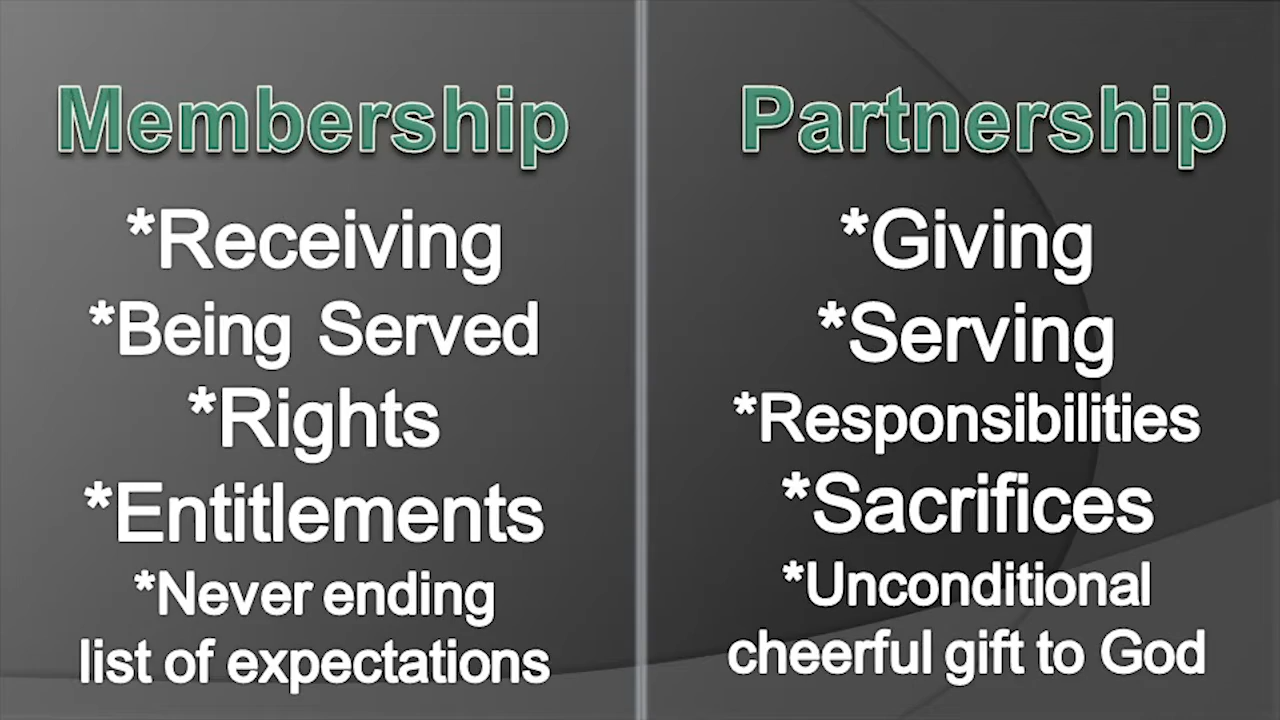 Membership
*Receiving
*Being Served
*Rights
*Entitlements
*Never ending
list of expectations
Partnership
*Giving
*Serving
*Responsibilities
*Sacrifices
*Unconditional
cheerful gift to God